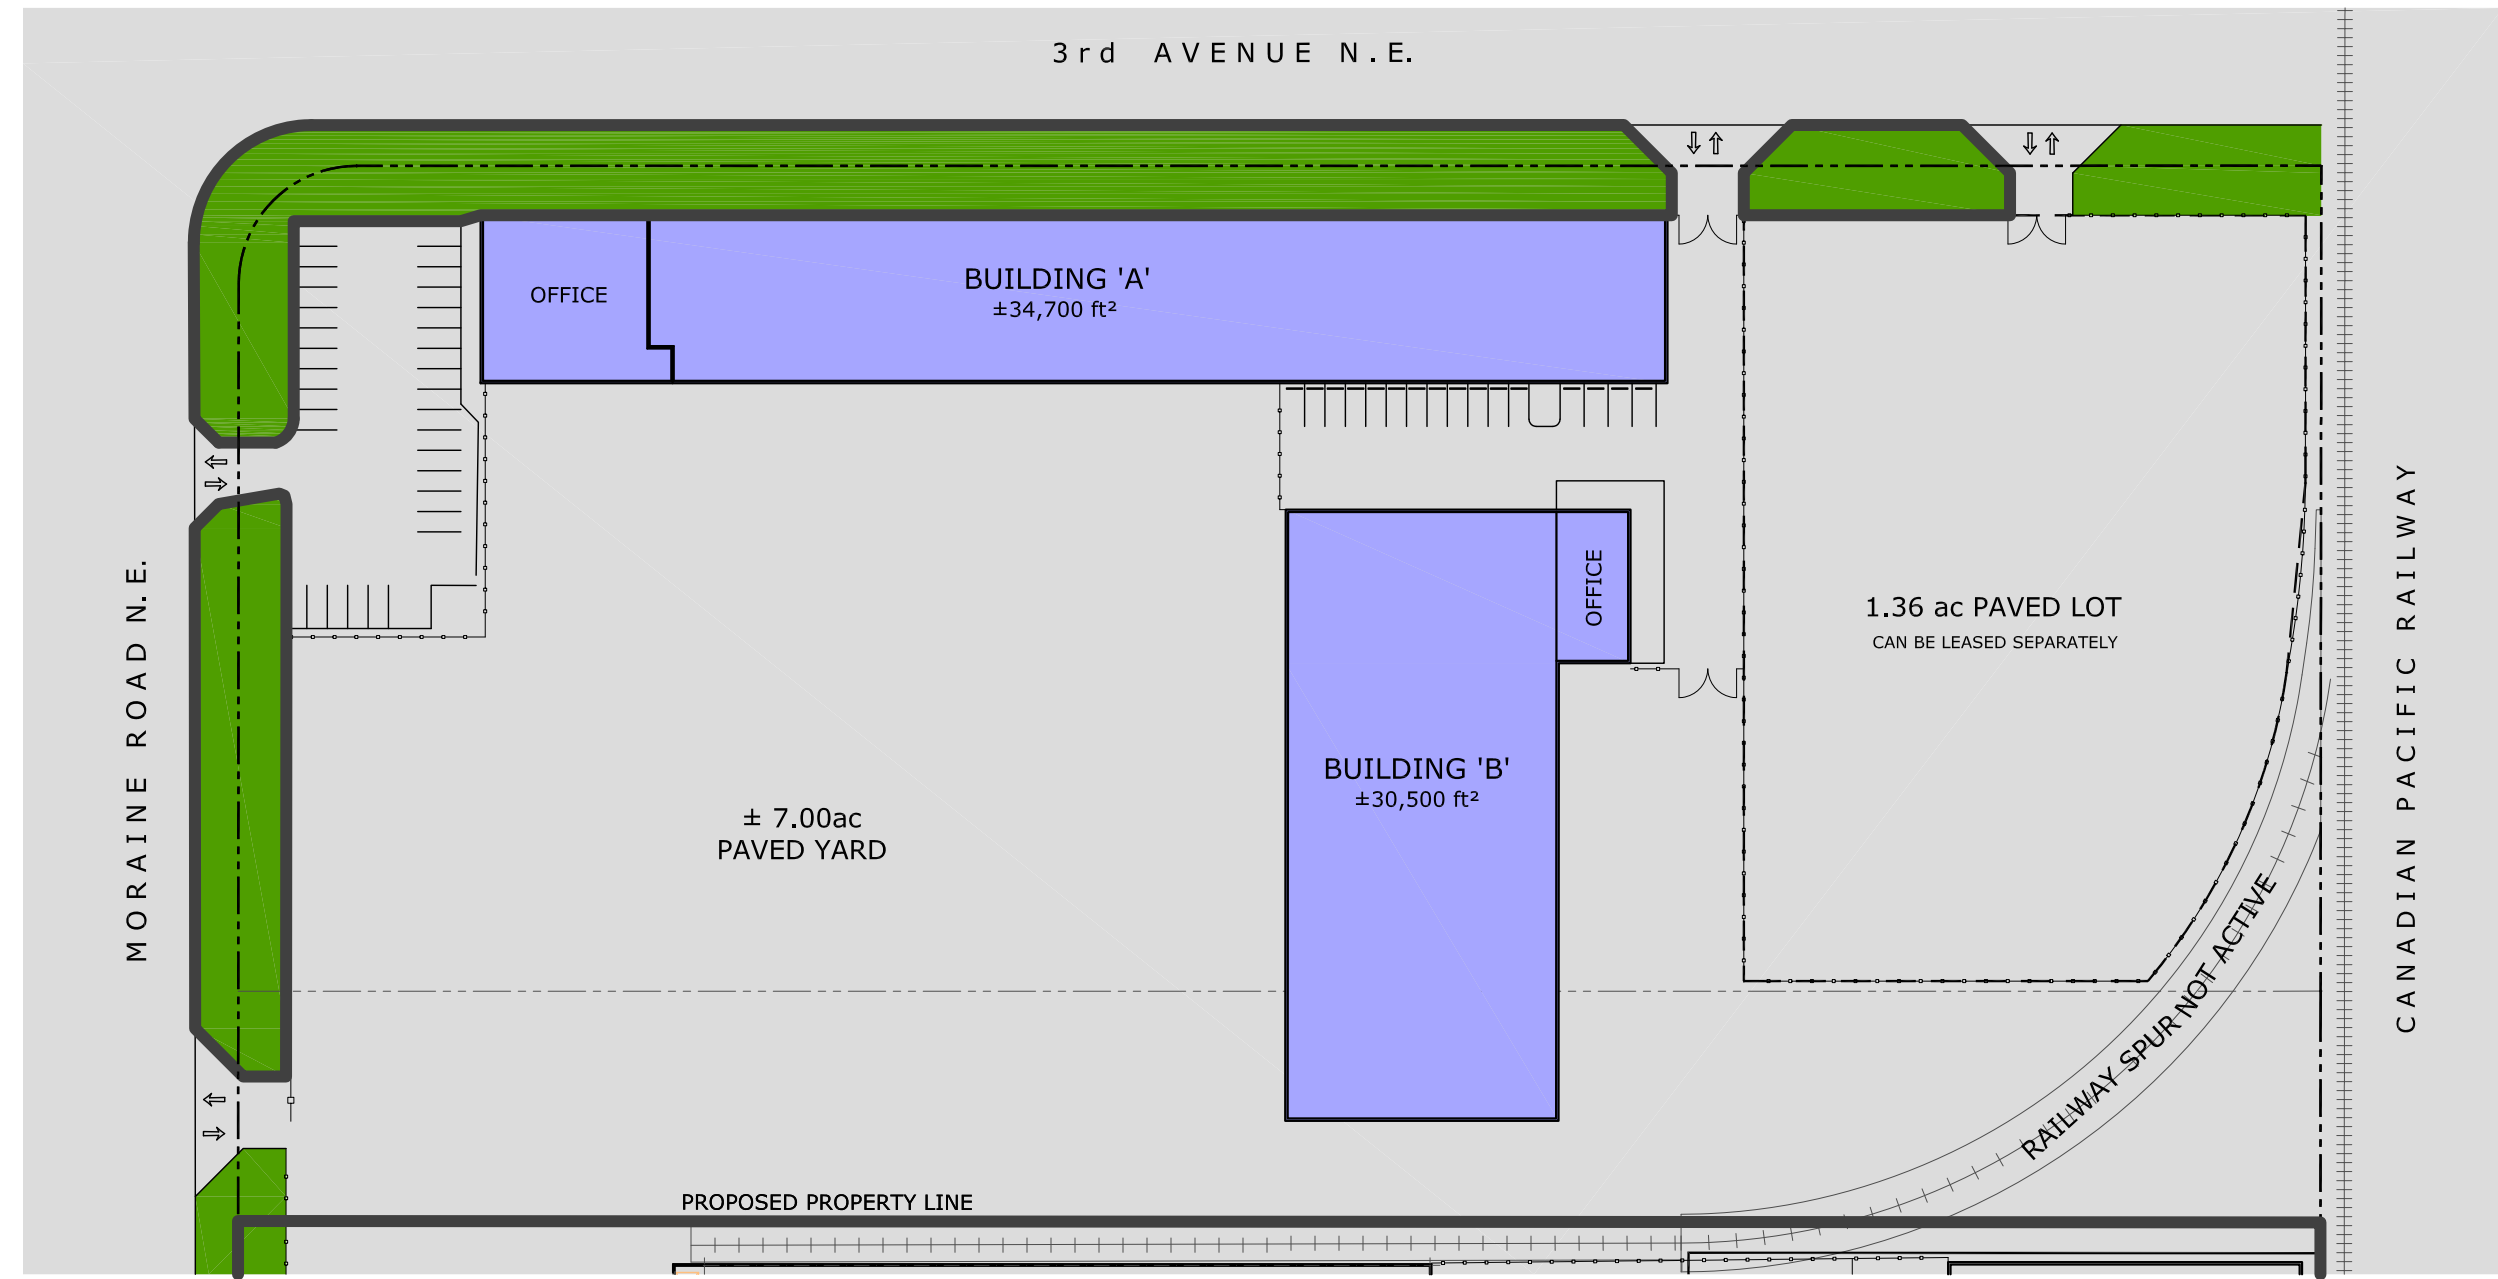 3rd AVENUE N.E.
OFFICE
BUILDING 'A'
±34,700 ft²
OFFICE
1.36 ac PAVED LOT
CAN BE LEASED SEPARATELY
MORAINE ROAD N.E.
CANADIAN PACIFIC RAILWAY
BUILDING 'B'
±30,500 ft²
± 7.00ac
PAVED YARD
RAILWAY SPUR NOT ACTIVE
PROPOSED PROPERTY LINE